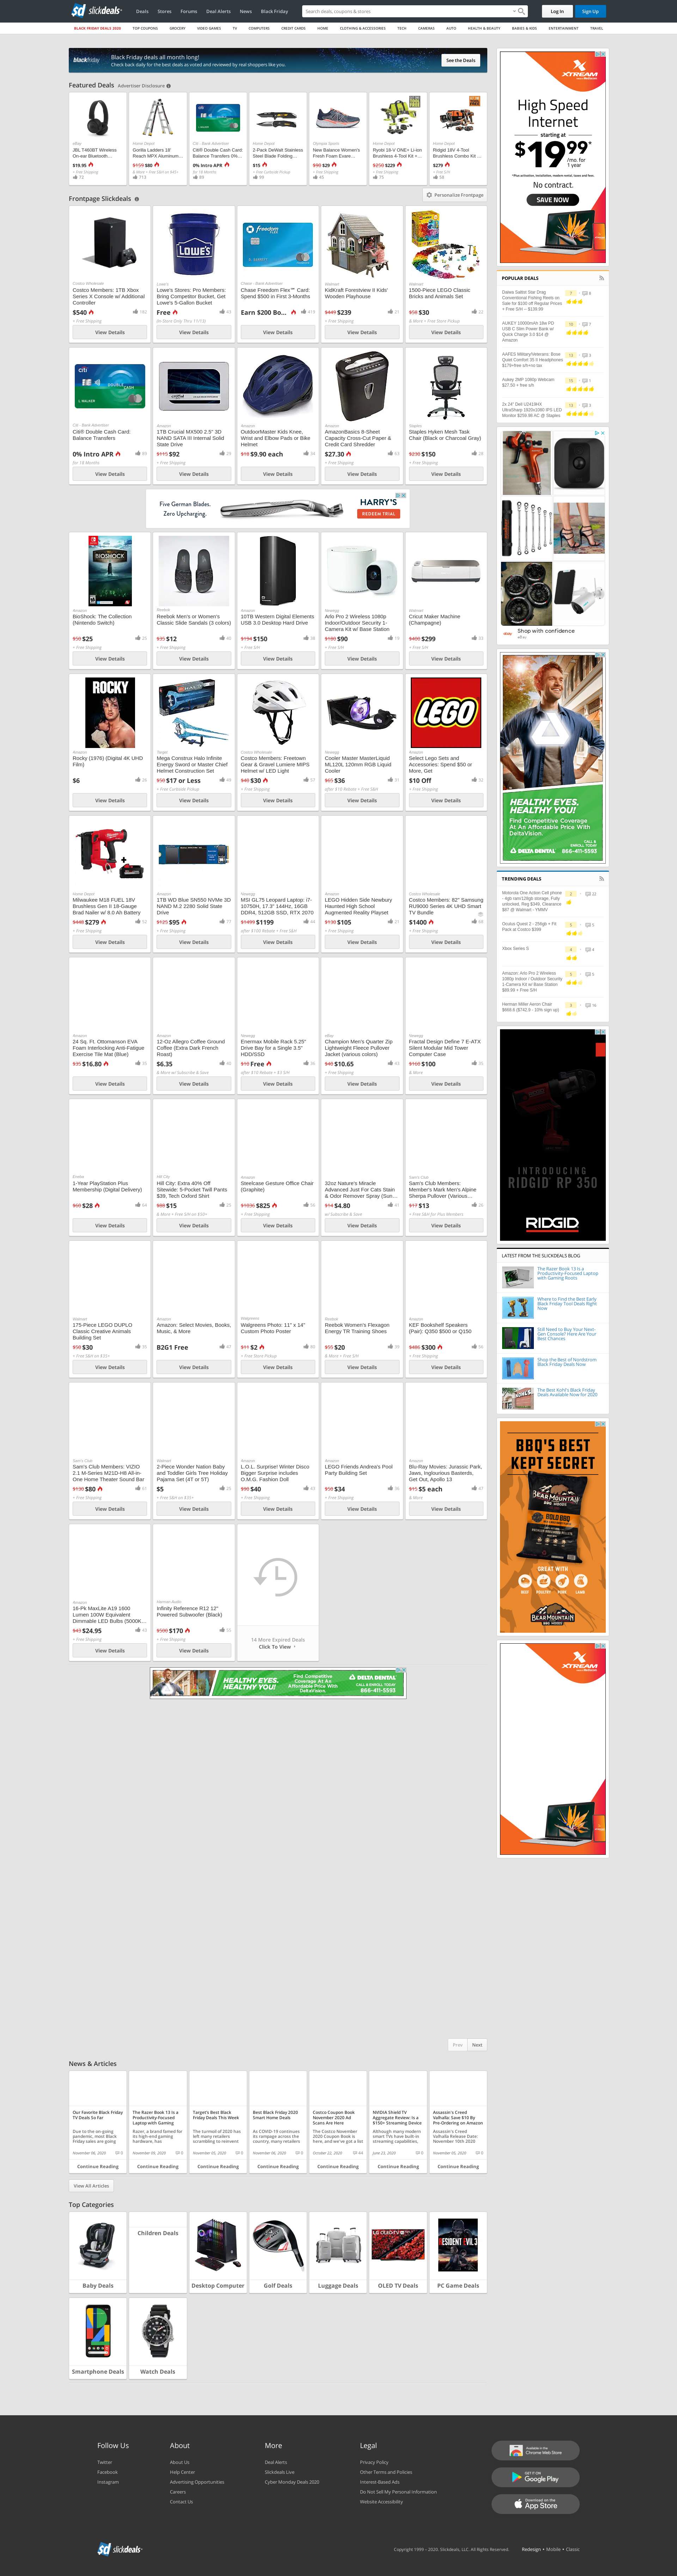 slickdeals
Deals Stores Forums Deal Alerts News Black Friday
Search deals, coupons & stores
Log In
Sign Up
BLACK FRIDAY DEALS 2020 TOP COUPONS GROCERY VIDEO GAMES TV COMPUTERS CREDIT CARDS HOME CLOTHING & ACCESSORIES TECH CAMERAS AUTO HEALTH & BEAUTY BABIES & KIDS ENTERTAINMENT TRAVEL
blackfriday
Black Friday deals all month long!
Check back daily for the best deals as voted and reviewed by real shoppers like you.
See the Deals
Featured Deals Advertiser Disclosure
JBL T460BT Wireless On-ear Bluetooth...
$19.95
Gorilla Ladders 18' Reach MPX Aluminum...
$80
Citi® Double Cash Card: Balance Transfers 0%...
0% Intro APR
2-Pack DeWalt Stainless Steel Blade Folding...
$15
New Balance Women's Fresh Foam Evare...
$29
Ryobi 18-V ONE+ Li-ion Brushless 4-Tool Kit +...
$229
Ridgid 18V 4-Tool Brushless Combo Kit...
$279
Frontpage Slickdeals
Personalize Frontpage
Costco Members: 1TB Xbox Series X Console w/ Additional Controller
$540
View Details
Lowe's Stores: Pro Members: Bring Competitor Bucket, Get Lowe's 5-Gallon Bucket
Free
View Details
Chase Freedom Flex℠ Card: Spend $500 in First 3-Months
Earn $200 Bo...
View Details
KidKraft Forestview II Kids' Wooden Playhouse
$239
View Details
1500-Piece LEGO Classic Bricks and Animals Set
$30
View Details
Citi® Double Cash Card: Balance Transfers
0% Intro APR
for 18 Months
View Details
1TB Crucial MX500 2.5" 3D NAND SATA III Internal Solid State Drive
$115 $92
View Details
OutdoorMaster Kids Knee, Wrist and Elbow Pads or Bike Helmet
$9.90 each
View Details
AmazonBasics 8-Sheet Capacity Cross-Cut Paper & Credit Card Shredder
$27.30
View Details
Staples Hyken Mesh Task Chair (Black or Charcoal Gray)
$230 $150
View Details
Five German Blades.
Zero Upcharging.
HARRY'S
REDEEM TRIAL
BioShock: The Collection (Nintendo Switch)
$50 $25
View Details
Reebok Men's or Women's Classic Slide Sandals (3 colors)
$35 $12
View Details
10TB Western Digital Elements USB 3.0 Desktop Hard Drive
$150
View Details
Arlo Pro 2 Wireless 1080p Indoor/Outdoor Security 1-Camera Kit w/ Base Station
$90
View Details
Cricut Maker Machine (Champagne)
$299
View Details
ROCKY
Rocky (1976) (Digital 4K UHD Film)
$6
View Details
Mega Construx Halo Infinite Energy Sword or Master Chief Helmet Construction Set
$17 or Less
View Details
Costco Members: Freetown Gear & Gravel Lumiere MIPS Helmet w/ LED Light
$40 $30
View Details
Cooler Master MasterLiquid ML120L 120mm RGB Liquid Cooler
$36
View Details
LEGO
Select Lego Sets and Accessories: Spend $50 or More, Get
$10 Off
View Details
Milwaukee M18 FUEL 18V Brushless Gen II 18-Gauge Brad Nailer w/ 8.0 Ah Battery
$279
View Details
1TB WD Blue SN550 NVMe 3D NAND M.2 2280 Solid State Drive
$95
View Details
MSI GL75 Leopard Laptop: i7-10750H, 17.3" 144Hz, 16GB DDR4, 512GB SSD, RTX 2070
$1499 $1199
View Details
LEGO Hidden Side Newbury Haunted High School Augmented Reality Playset
$130 $105
View Details
Costco Members: 82" Samsung RU9000 Series 4K UHD Smart TV Bundle
$1400
View Details
24 Sq. Ft. Ottomanson EVA Foam Interlocking Anti-Fatigue Exercise Tile Mat (Blue)
$16.80
View Details
12-Oz Allegro Coffee Ground Coffee (Extra Dark French Roast)
$6.35
View Details
Enermax Mobile Rack 5.25" Drive Bay for a Single 3.5" HDD/SSD
Free
View Details
Champion Men's Quarter Zip Lightweight Fleece Pullover Jacket (various colors)
$10.65
View Details
Fractal Design Define 7 E-ATX Silent Modular Mid Tower Computer Case
$100
View Details
1-Year PlayStation Plus Membership (Digital Delivery)
$60 $28
View Details
Hill City: Extra 40% Off Sitewide: 5-Pocket Twill Pants $39, Tech Oxford Shirt
$15
View Details
Steelcase Gesture Office Chair (Graphite)
$825
View Details
32oz Nature's Miracle Advanced Just For Cats Stain & Odor Remover Spray (Sun...
$4.80
View Details
Sam's Club Members: Member's Mark Men's Alpine Sherpa Pullover (Various...
$13
View Details
175-Piece LEGO DUPLO Classic Creative Animals Building Set
$30
View Details
Amazon: Select Movies, Books, Music, & More
B2G1 Free
View Details
Walgreens Photo: 11" x 14" Custom Photo Poster
$2
View Details
Reebok Women's Flexagon Energy TR Training Shoes
$20
View Details
KEF Bookshelf Speakers (Pair): Q350 $500 or Q150
$300
View Details
Sam's Club Members: VIZIO 2.1 M-Series M21D-H8 All-in-One Home Theater Sound Bar
$80
View Details
2-Piece Wonder Nation Baby and Toddler Girls Tree Holiday Pajama Set (4T or 5T)
$5
View Details
L.O.L. Surprise! Winter Disco Bigger Surprise includes O.M.G. Fashion Doll
$40
View Details
LEGO Friends Andrea's Pool Party Building Set
$34
View Details
Blu-Ray Movies: Jurassic Park, Jaws, Inglourious Basterds, Get Out, Apollo 13
$5 each
View Details
16-Pk MaxLite A19 1600 Lumen 100W Equivalent Dimmable LED Bulbs (5000K...
$24.95
View Details
Infinity Reference R12 12" Powered Subwoofer (Black)
$170
View Details
14 More Expired Deals
Click To View
HEALTHY EYES. HEALTHY YOU!
Find Competitive Coverage At An Affordable Price With DeltaVision.
DELTA DENTAL
CALL & ENROLL TODAY!
866-411-5593
Prev Next
News & Articles
Our Favorite Black Friday TV Deals So Far
Continue Reading
The Razor Book 13 Is a Productivity-Focused Laptop with Gaming
Continue Reading
Target's Best Black Friday Deals This Week
Continue Reading
Best Black Friday 2020 Smart Home Deals
Continue Reading
Costco Coupon Book November 2020 Ad Scans Are Here
Continue Reading
NVIDIA Shield TV Aggregate Review: Is a $150+ Streaming Device
Continue Reading
Assassin's Creed Valhalla: Save $10 By Pre-Ordering on Amazon
Continue Reading
View All Articles
Top Categories
Baby Deals
Children Deals
Desktop Computer
Golf Deals
Luggage Deals
OLED TV Deals
PC Game Deals
Smartphone Deals
Watch Deals
XTREAM
High Speed Internet
starting at
$19.99 /mo. for 1 year
No contract.
SAVE NOW
POPULAR DEALS
Daiwa Saltist Star Drag Conventional Fishing Reels on Sale for $100 off Regular Prices + Free S/H ~ $139.99
AUKEY 10000mAh 18w PD USB C Slim Power Bank w/ Quick Charge 3.0 $14 @ Amazon
AAFES Military/Veterans: Bose Quiet Comfort 35 II Headphones $179+free s/h+no tax
Aukey 2MP 1080p Webcam $27.50 + free s/h
2x 24" Dell U2419HX UltraSharp 1920x1080 IPS LED Monitor $259.98 AC @ Staples
Shop with confidence
HEALTHY EYES. HEALTHY YOU!
Find Competitive Coverage At An Affordable Price With DeltaVision.
CALL & ENROLL TODAY!
DELTA DENTAL 866-411-5593
TRENDING DEALS
Motorola One Action Cell phone - 4gb ram/128gb storage, Fully unlocked. Reg $349, Clearance $87 @ Walmart - YMMV
Oculus Quest 2 - 256gb + Fit Pack at Costco $399
Xbox Series S
Amazon: Arlo Pro 2 Wireless 1080p Indoor / Outdoor Security 1-Camera Kit w/ Base Station $89.99 + Free S/H
Herman Miller Aeron Chair
INTRODUCING
RIDGID RP 350
RIDGID
LATEST FROM THE SLICKDEALS BLOG
The Razer Book 13 Is a Productivity-Focused Laptop with Gaming Roots
Where to Find the Best Early Black Friday Tool Deals Right Now
Still Need to Buy Your Next-Gen Console? Here Are Your Best Chances
Shop the Best of Nordstrom Black Friday Deals Now
The Best Kohl's Black Friday Deals Available Now for 2020
BBQ'S BEST KEPT SECRET
BEAR MOUNTAIN
GREAT WITH
BEEF POULTRY PORK LAMB
BEAR MOUNTAIN
XTREAM
Follow Us
Twitter
Facebook
Instagram
About
About Us
Help Center
Advertising Opportunities
Careers
Contact Us
More
Deal Alerts
Slickdeals Live
Cyber Monday Deals 2020
Legal
Privacy Policy
Other Terms and Policies
Interest-Based Ads
Do Not Sell My Personal Information
Website Accessibility
Available in the Chrome Web Store
GET IT ON Google Play
Download on the App Store
slickdeals
Copyright 1999 - 2020. Slickdeals, LLC. All Rights Reserved.
Redesign • Mobile • Classic